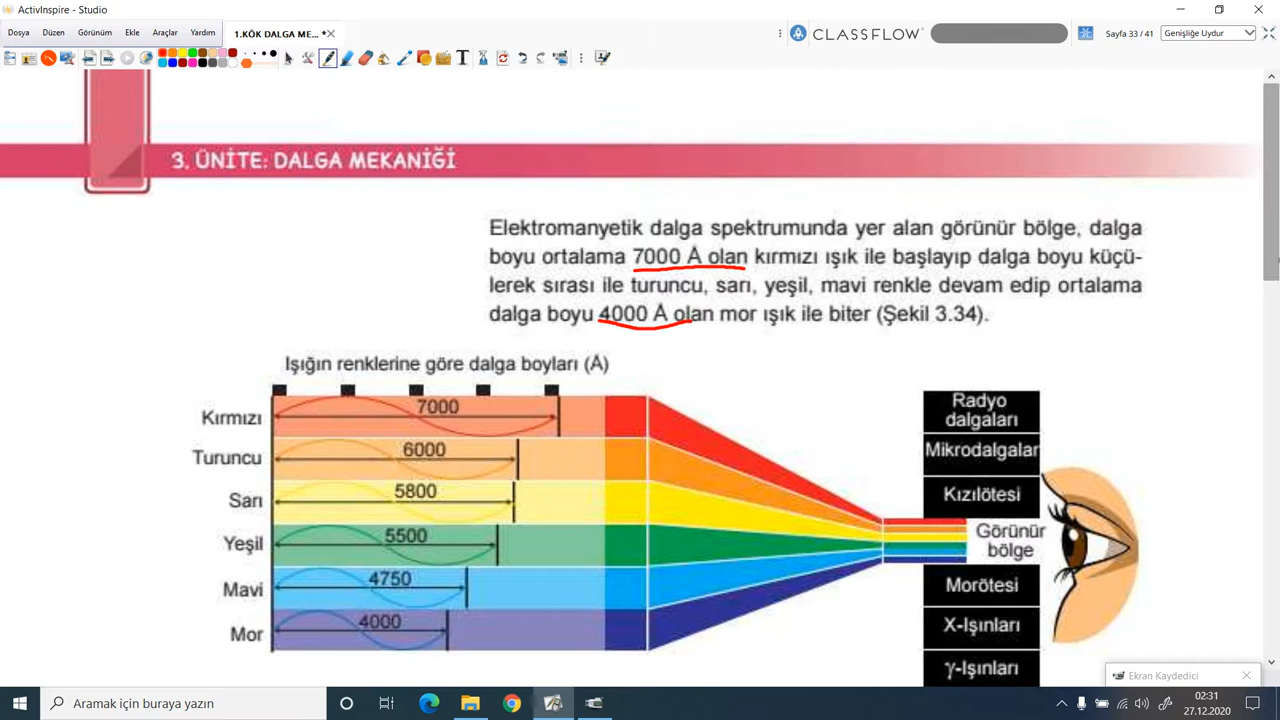 ActivInspire - Studio
Dosya Düzen Görünüm Ekle Araçlar Yardım
1.KÖK DALGA ME... *
CLASSFLOW
Sayfa 33 / 41
Genişliğe Uydur
3. ÜNİTE: DALGA MEKANİĞİ
Elektromanyetik dalga spektrumunda yer alan görünür bölge, dalga
boyu ortalama 7000 Å olan kırmızı ışık ile başlayıp dalga boyu küçü-
lerek sırası ile turuncu, sarı, yeşil, mavi renkle devam edip ortalama
dalga boyu 4000 Å olan mor ışık ile biter (Şekil 3.34).
Işığın renklerine göre dalga boyları (Å)
Kırmızı 7000
Turuncu 6000
Sarı 5800
Yeşil 5500
Mavi 4750
Mor 4000
Radyo
dalgaları
Mikrodalgalar
Kızılötesi
Görünür
bölge
Morötesi
X-Işınları
γ-Işınları
Ekran Kaydedici
Aramak için buraya yazın
02:31
27.12.2020